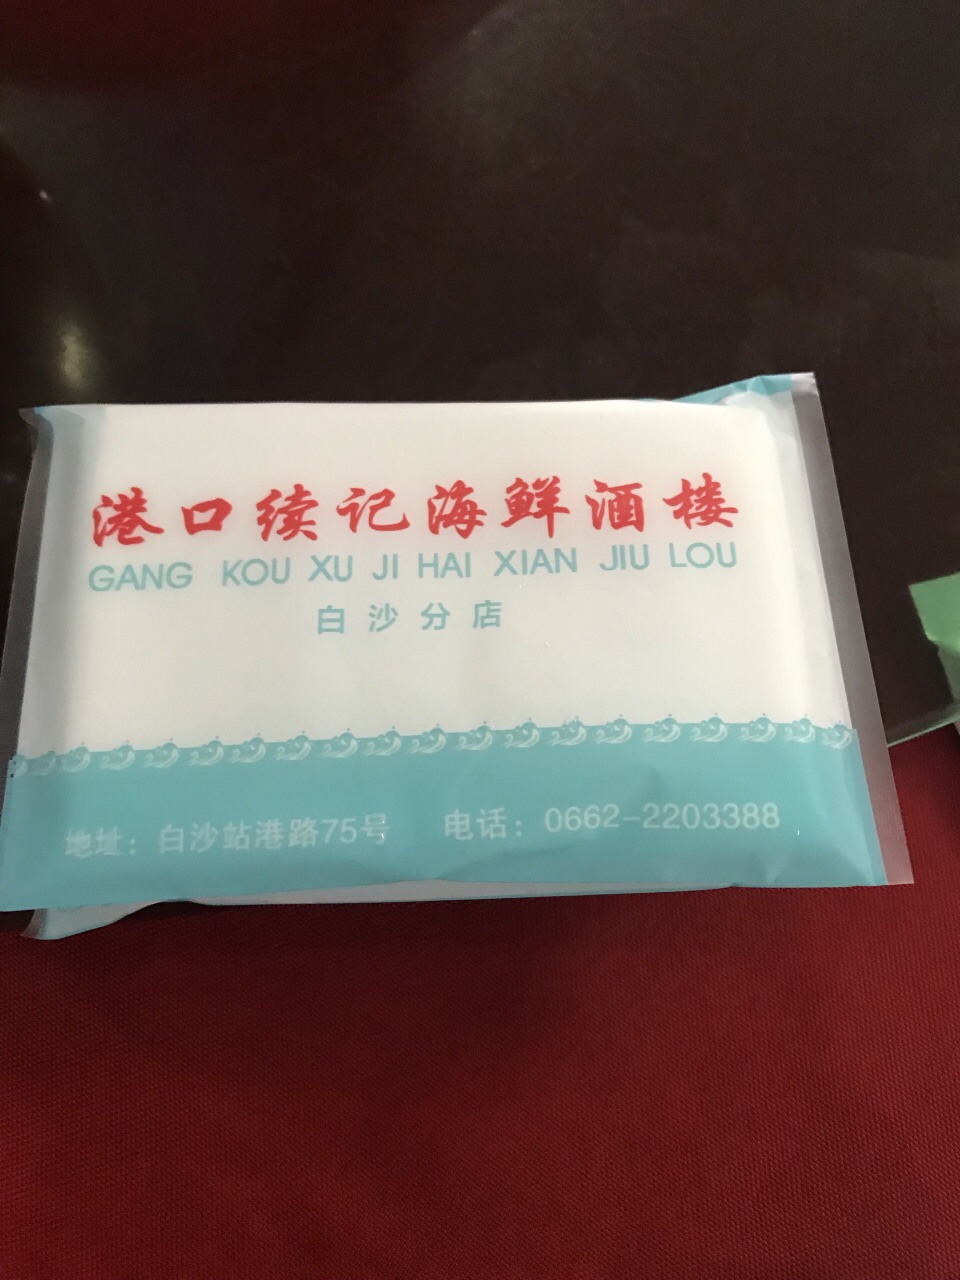 港口续记海鲜酒楼
GANG KOU XU JI HAI XIAN JIU LOU
白沙分店
地址：白沙站港路75号 电话：0662-2203388